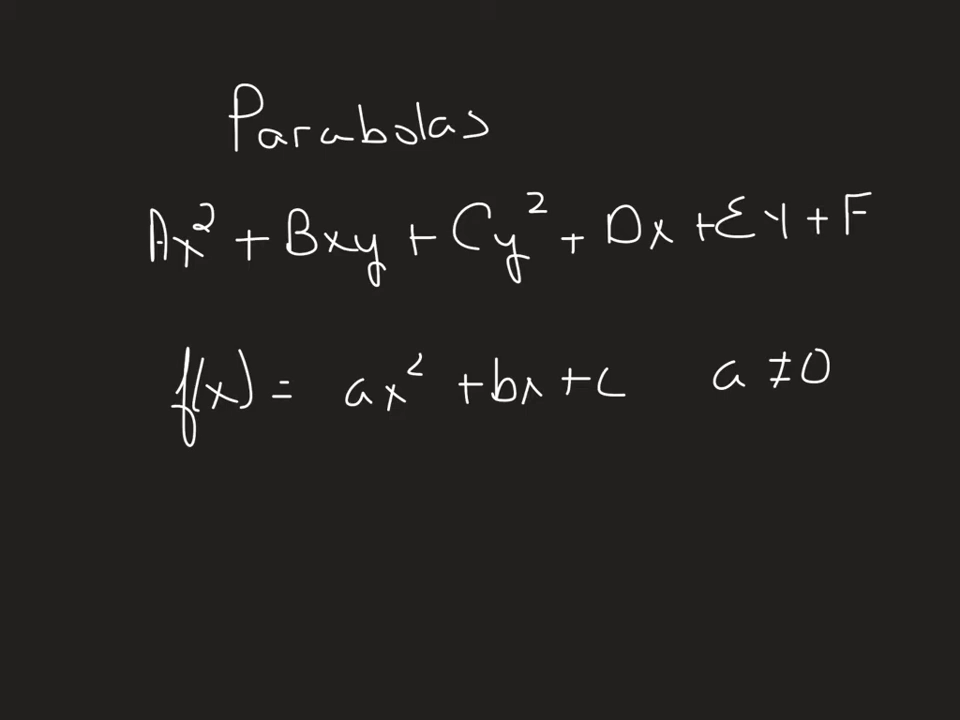 Parabolas
Ax² + Bxy + Cy² + Dx + Ey + F
f(x) = ax² + bx + c a ≠ 0